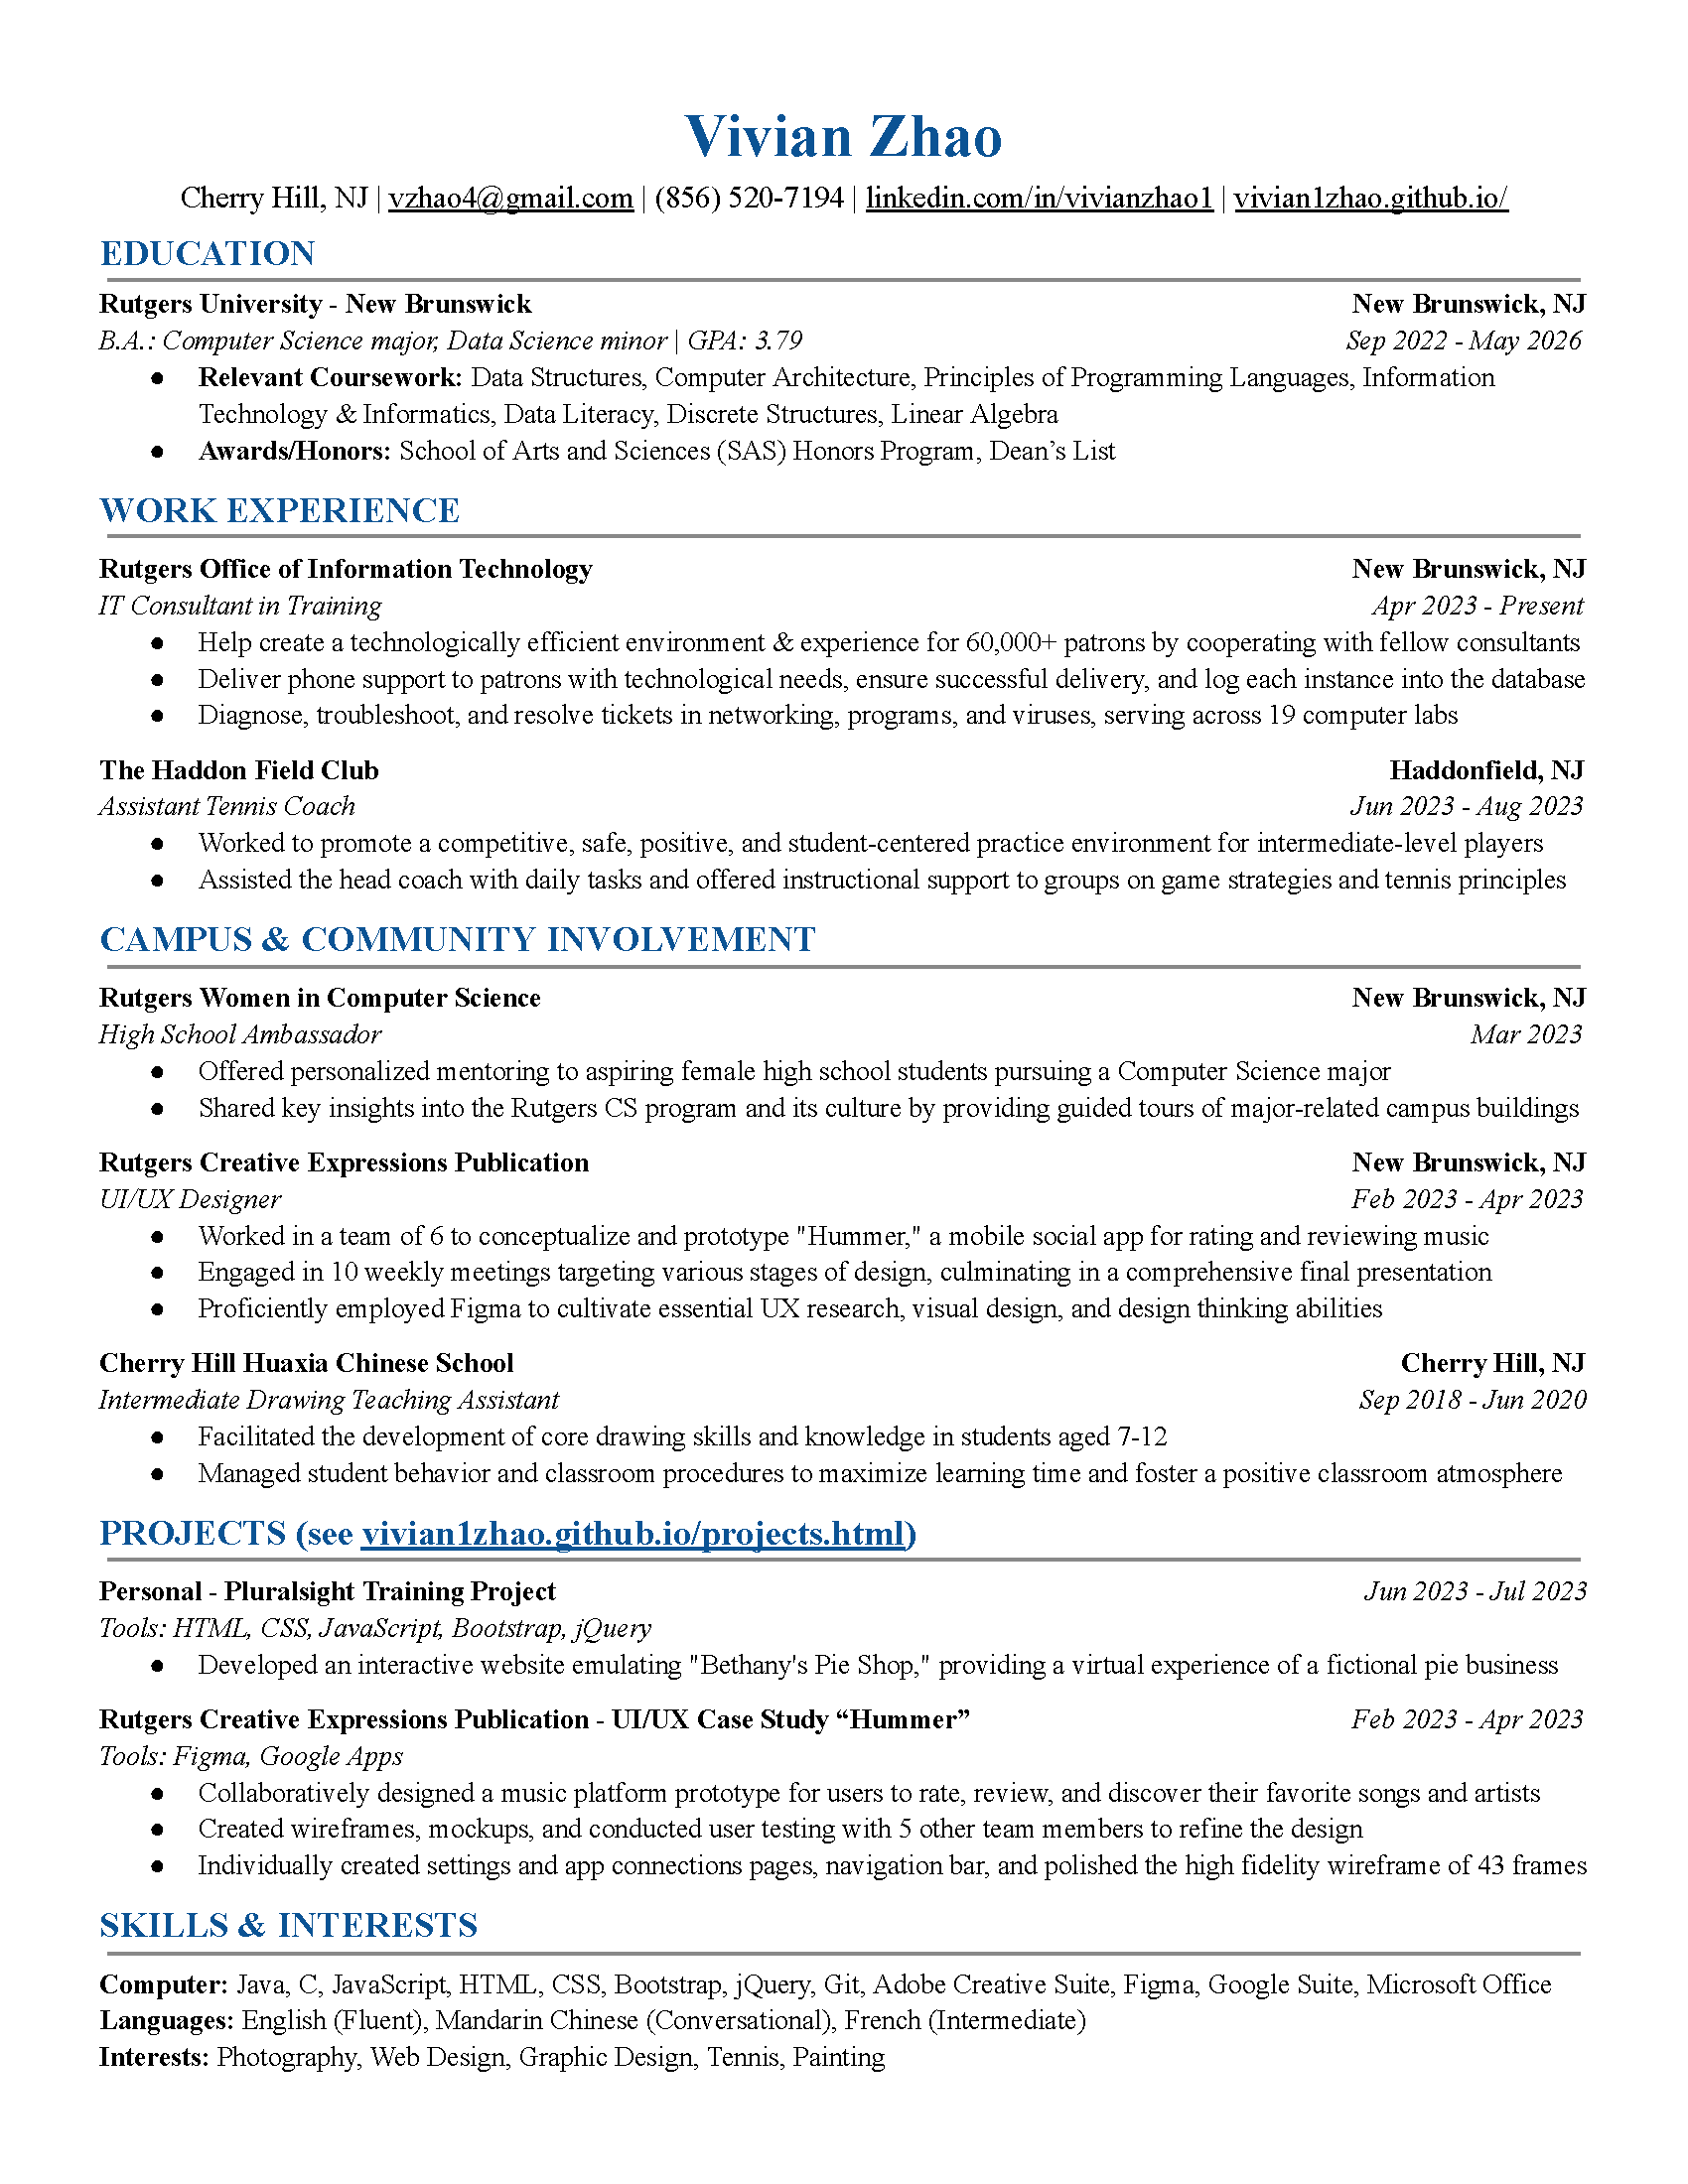 Vivian Zhao
Cherry Hill, NJ | vzhao4@gmail.com | (856) 520-7194 | linkedin.com/in/vivianzhao1 | vivian1zhao.github.io/
EDUCATION
Rutgers University - New Brunswick New Brunswick, NJ
B.A.: Computer Science major, Data Science minor | GPA: 3.79 Sep 2022 - May 2026
● Relevant Coursework: Data Structures, Computer Architecture, Principles of Programming Languages, Information
Technology & Informatics, Data Literacy, Discrete Structures, Linear Algebra
● Awards/Honors: School of Arts and Sciences (SAS) Honors Program, Dean’s List
WORK EXPERIENCE
Rutgers Office of Information Technology New Brunswick, NJ
IT Consultant in Training Apr 2023 - Present
● Help create a technologically efficient environment & experience for 60,000+ patrons by cooperating with fellow consultants
● Deliver phone support to patrons with technological needs, ensure successful delivery, and log each instance into the database
● Diagnose, troubleshoot, and resolve tickets in networking, programs, and viruses, serving across 19 computer labs
The Haddon Field Club Haddonfield, NJ
Assistant Tennis Coach Jun 2023 - Aug 2023
● Worked to promote a competitive, safe, positive, and student-centered practice environment for intermediate-level players
● Assisted the head coach with daily tasks and offered instructional support to groups on game strategies and tennis principles
CAMPUS & COMMUNITY INVOLVEMENT
Rutgers Women in Computer Science New Brunswick, NJ
High School Ambassador Mar 2023
● Offered personalized mentoring to aspiring female high school students pursuing a Computer Science major
● Shared key insights into the Rutgers CS program and its culture by providing guided tours of major-related campus buildings
Rutgers Creative Expressions Publication New Brunswick, NJ
UI/UX Designer Feb 2023 - Apr 2023
● Worked in a team of 6 to conceptualize and prototype "Hummer," a mobile social app for rating and reviewing music
● Engaged in 10 weekly meetings targeting various stages of design, culminating in a comprehensive final presentation
● Proficiently employed Figma to cultivate essential UX research, visual design, and design thinking abilities
Cherry Hill Huaxia Chinese School Cherry Hill, NJ
Intermediate Drawing Teaching Assistant Sep 2018 - Jun 2020
● Facilitated the development of core drawing skills and knowledge in students aged 7-12
● Managed student behavior and classroom procedures to maximize learning time and foster a positive classroom atmosphere
PROJECTS (see vivian1zhao.github.io/projects.html)
Personal - Pluralsight Training Project Jun 2023 - Jul 2023
Tools: HTML, CSS, JavaScript, Bootstrap, jQuery
● Developed an interactive website emulating "Bethany's Pie Shop," providing a virtual experience of a fictional pie business
Rutgers Creative Expressions Publication - UI/UX Case Study “Hummer” Feb 2023 - Apr 2023
Tools: Figma, Google Apps
● Collaboratively designed a music platform prototype for users to rate, review, and discover their favorite songs and artists
● Created wireframes, mockups, and conducted user testing with 5 other team members to refine the design
● Individually created settings and app connections pages, navigation bar, and polished the high fidelity wireframe of 43 frames
SKILLS & INTERESTS
Computer: Java, C, JavaScript, HTML, CSS, Bootstrap, jQuery, Git, Adobe Creative Suite, Figma, Google Suite, Microsoft Office
Languages: English (Fluent), Mandarin Chinese (Conversational), French (Intermediate)
Interests: Photography, Web Design, Graphic Design, Tennis, Painting